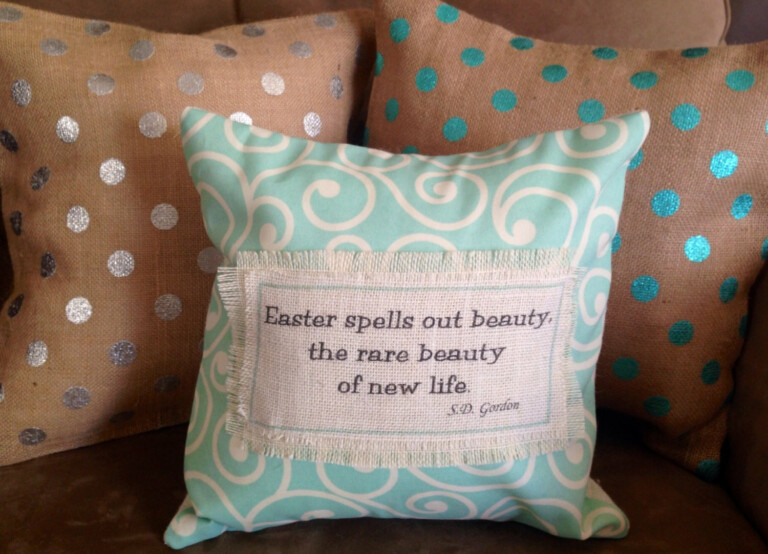 Easter spells out beauty,
the rare beauty
of new life.
S.D. Gordon